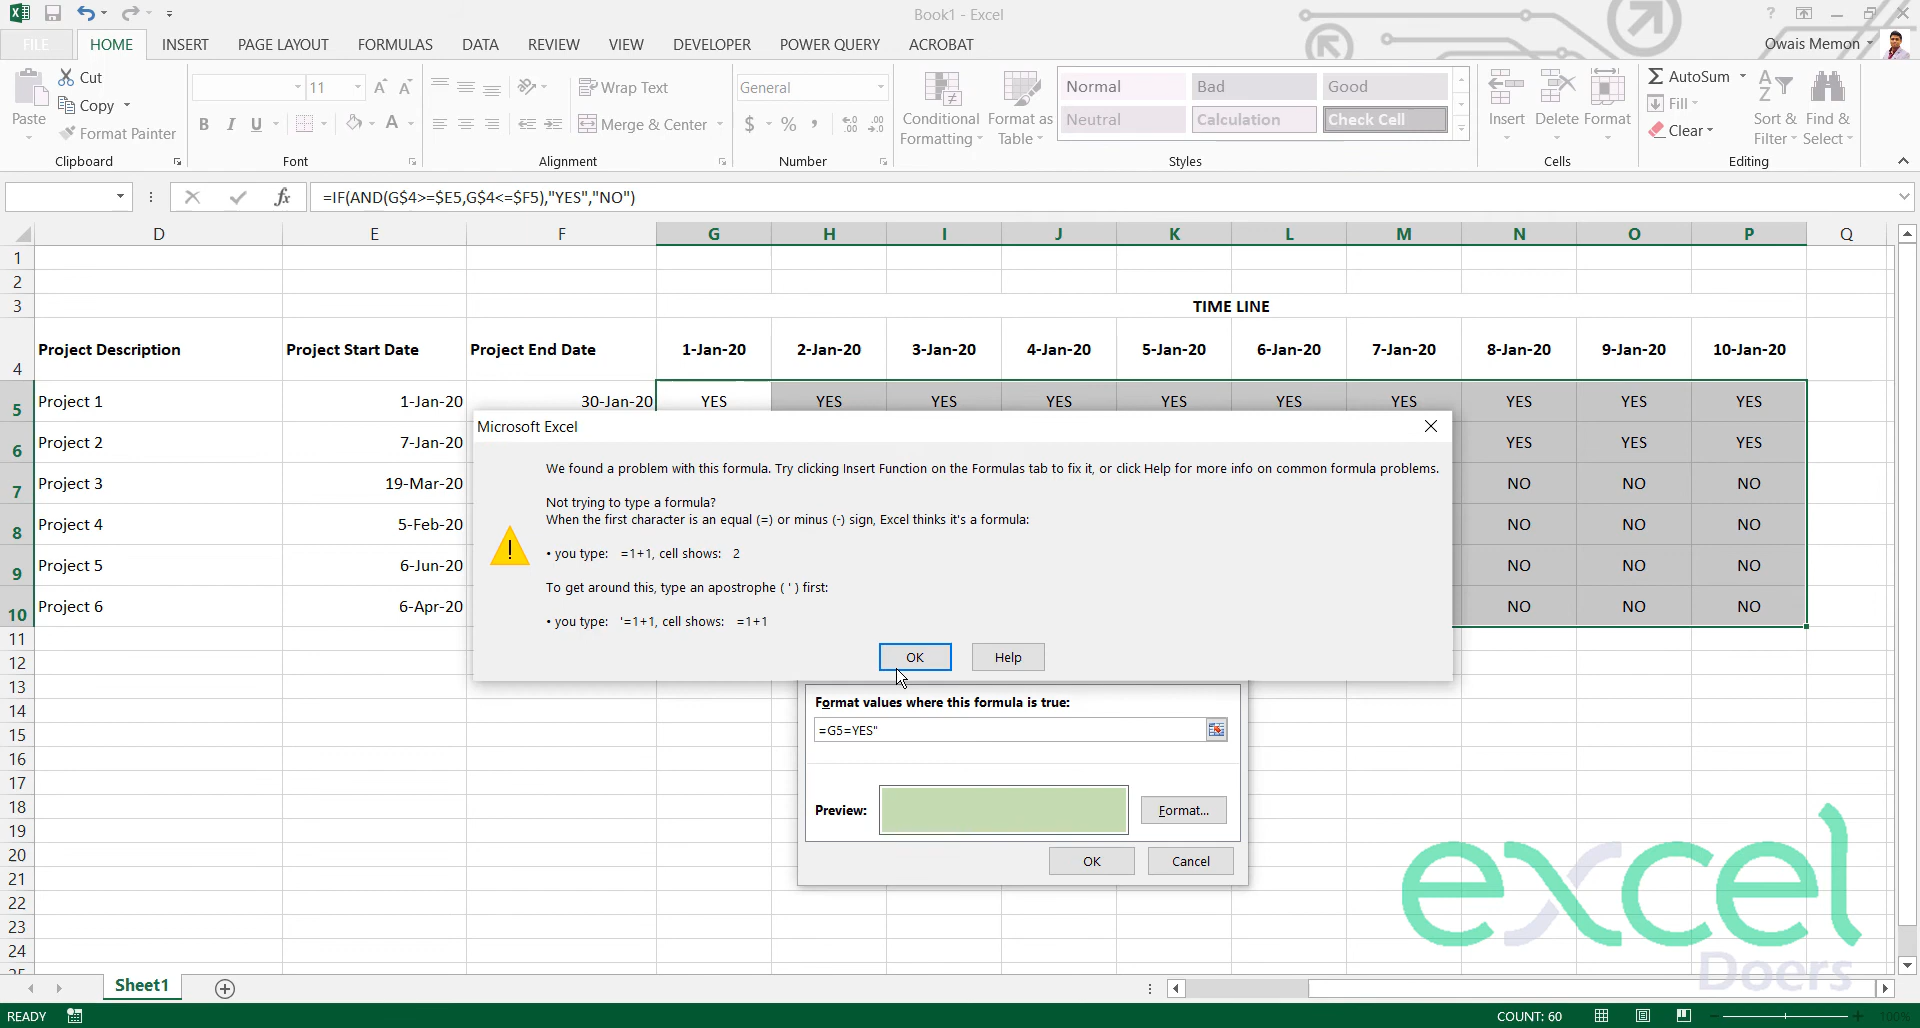 Book1 - Excel
?
FILE HOME INSERT PAGE LAYOUT FORMULAS DATA REVIEW VIEW DEVELOPER POWER QUERY ACROBAT
Owais Memon
Paste
Cut
Copy
Format Painter
Clipboard
11
B I U
Font
Wrap Text
Merge & Center
Alignment
General
$ % ,
Number
Conditional
Formatting
Format as
Table
Normal Bad Good
Neutral Calculation Check Cell
Styles
Insert Delete Format
Cells
AutoSum
Fill
Clear
Sort &
Filter
Find &
Select
Editing
fx =IF(AND(G$4>=$E5,G$4<=$F5),"YES","NO")
D E F G H I J K L M N O P Q
1
2
3 TIME LINE
4 Project Description Project Start Date Project End Date 1-Jan-20 2-Jan-20 3-Jan-20 4-Jan-20 5-Jan-20 6-Jan-20 7-Jan-20 8-Jan-20 9-Jan-20 10-Jan-20
5 Project 1 1-Jan-20 30-Jan-20 YES YES YES YES YES YES YES YES YES YES
6 Project 2 7-Jan-20 YES YES YES
7 Project 3 19-Mar-20 NO NO NO
8 Project 4 5-Feb-20 NO NO NO
9 Project 5 6-Jun-20 NO NO NO
10 Project 6 6-Apr-20 NO NO NO
11
12
13
14
15
16
17
18
19
20
21
22
23
24
Microsoft Excel
We found a problem with this formula. Try clicking Insert Function on the Formulas tab to fix it, or click Help for more info on common formula problems.
Not trying to type a formula?
When the first character is an equal (=) or minus (-) sign, Excel thinks it's a formula:
• you type: =1+1, cell shows: 2
To get around this, type an apostrophe ( ' ) first:
• you type: '=1+1, cell shows: =1+1
OK Help
Format values where this formula is true:
=G5=YES"
Preview: Format...
OK Cancel
excel
Doers
Sheet1
READY COUNT: 60 100%